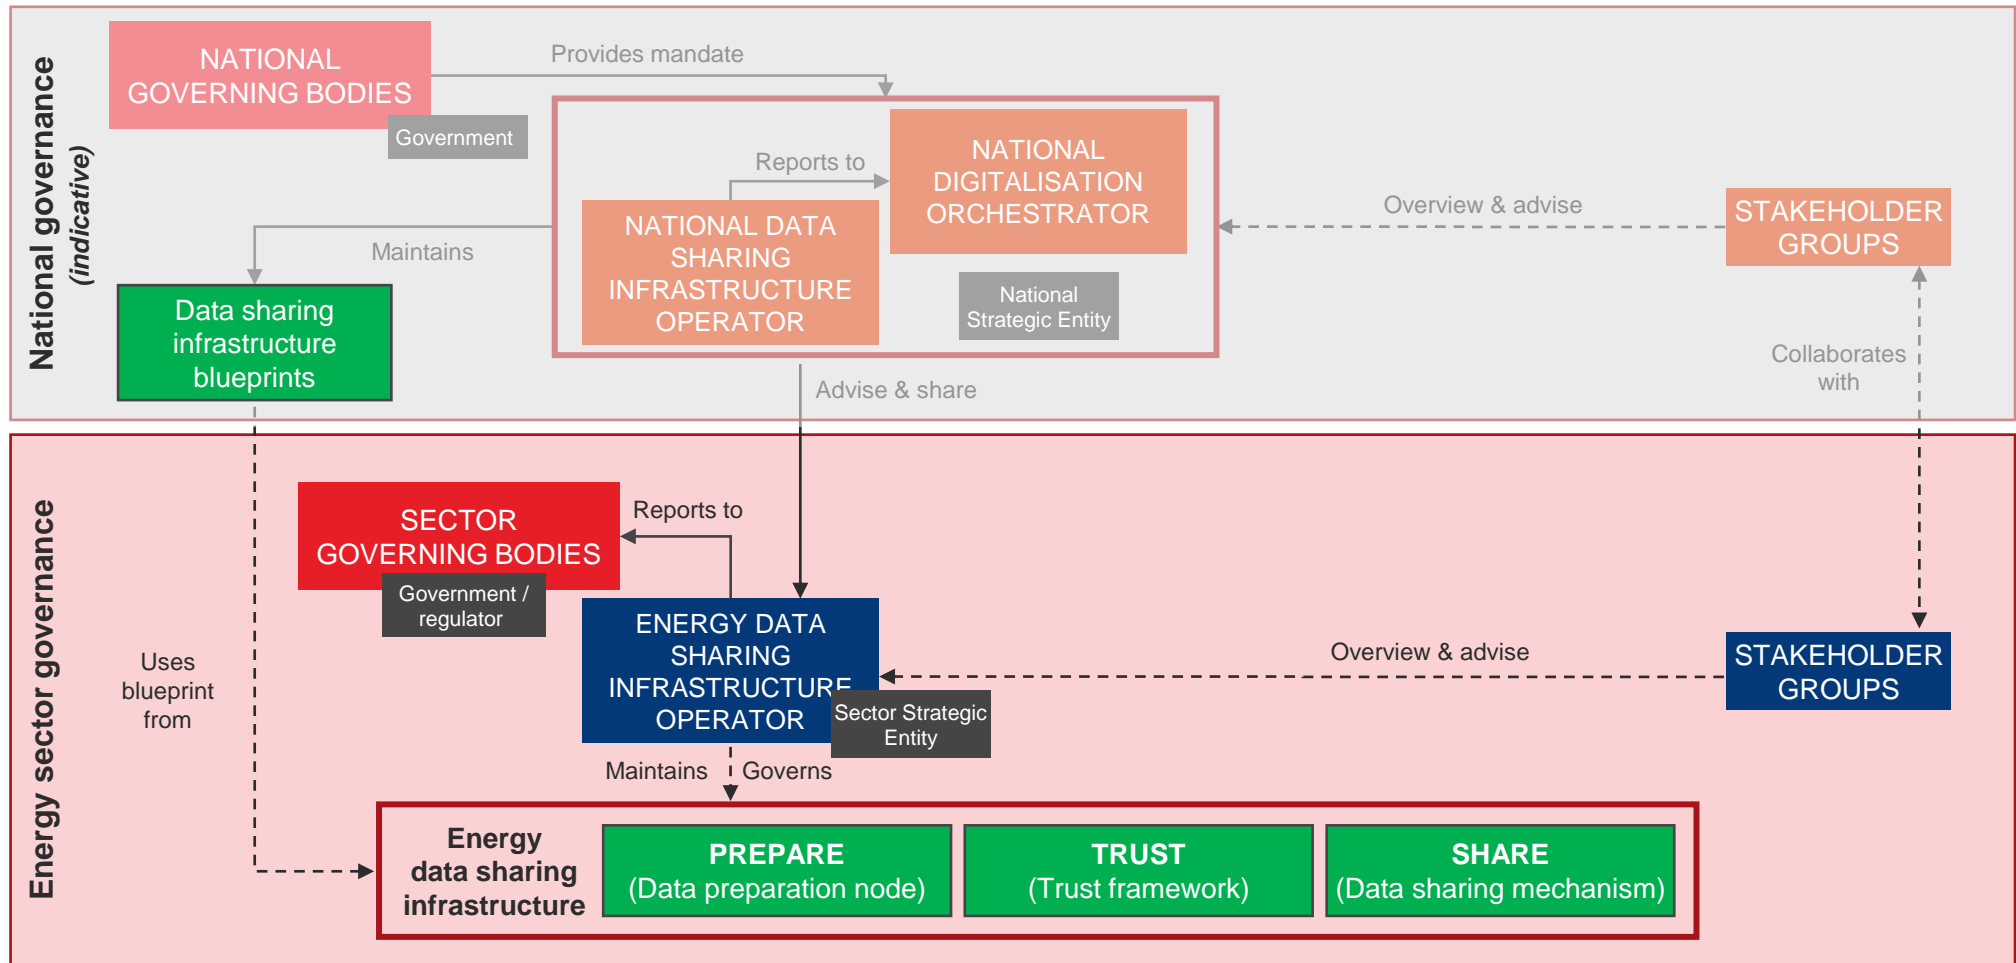 National governance
(indicative)
NATIONAL
GOVERNING BODIES
Government
Provides mandate
Reports to
NATIONAL
DIGITALISATION
ORCHESTRATOR
NATIONAL DATA
SHARING
INFRASTRUCTURE
OPERATOR
National
Strategic Entity
Overview & advise
STAKEHOLDER
GROUPS
Maintains
Data sharing
infrastructure
blueprints
Advise & share
Collaborates
with
Energy sector governance
SECTOR
GOVERNING BODIES
Government /
regulator
Reports to
ENERGY DATA
SHARING
INFRASTRUCTURE
OPERATOR
Sector Strategic
Entity
Overview & advise
STAKEHOLDER
GROUPS
Uses
blueprint
from
Maintains
Governs
Energy
data sharing
infrastructure
PREPARE
(Data preparation node)
TRUST
(Trust framework)
SHARE
(Data sharing mechanism)